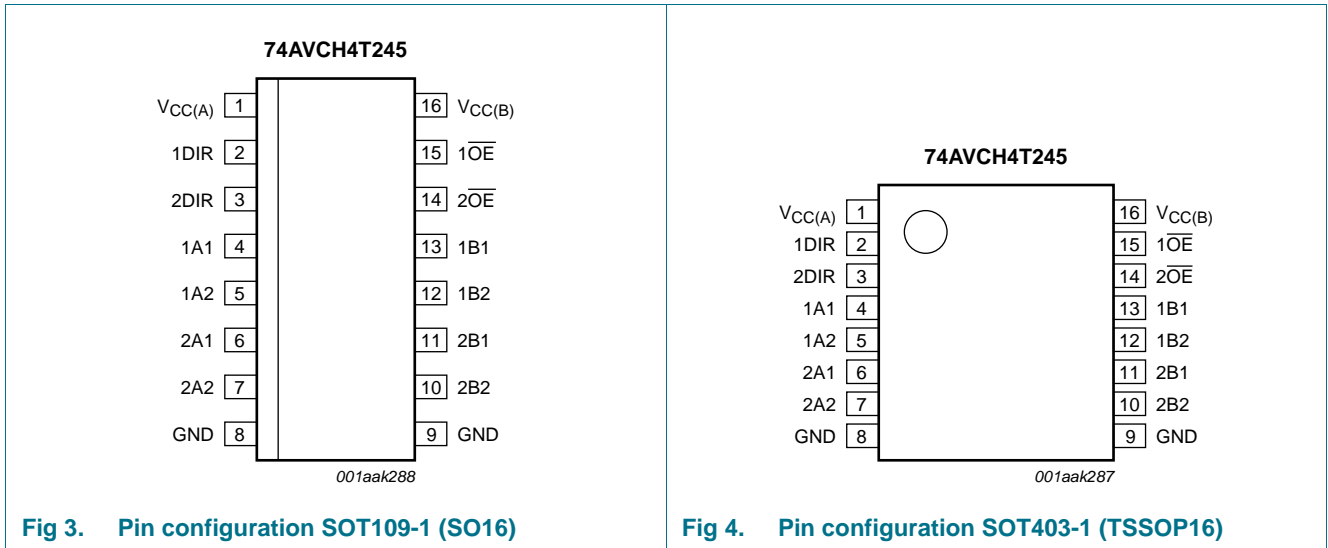 74AVCH4T245
VCC(A) 1 16 VCC(B)
1DIR 2 15 1O̅E̅
2DIR 3 14 2O̅E̅
1A1 4 13 1B1
1A2 5 12 1B2
2A1 6 11 2B1
2A2 7 10 2B2
GND 8 9 GND
001aak288
Fig 3. Pin configuration SOT109-1 (SO16)
74AVCH4T245
VCC(A) 1 16 VCC(B)
1DIR 2 15 1O̅E̅
2DIR 3 14 2O̅E̅
1A1 4 13 1B1
1A2 5 12 1B2
2A1 6 11 2B1
2A2 7 10 2B2
GND 8 9 GND
001aak287
Fig 4. Pin configuration SOT403-1 (TSSOP16)